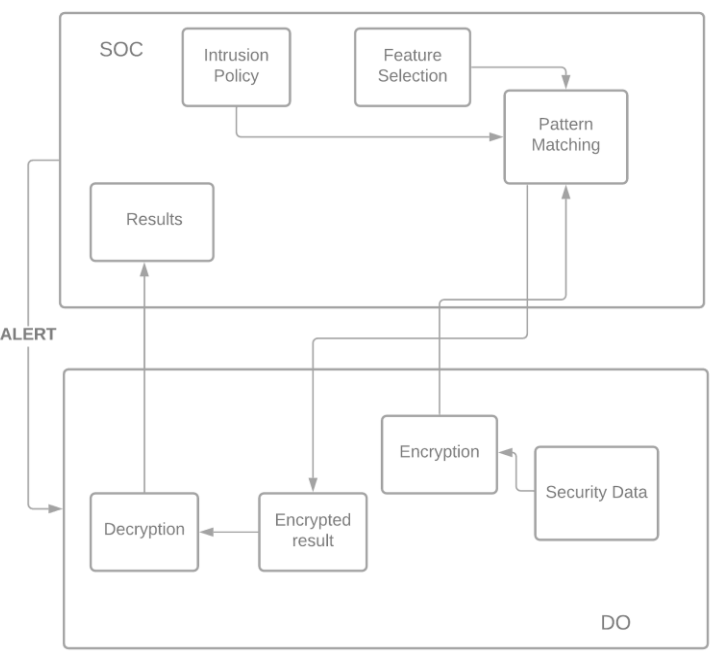 SOC
Intrusion
Policy
Feature
Selection
Pattern
Matching
Results
ALERT
Encryption
Security Data
Decryption
Encrypted
result
DO